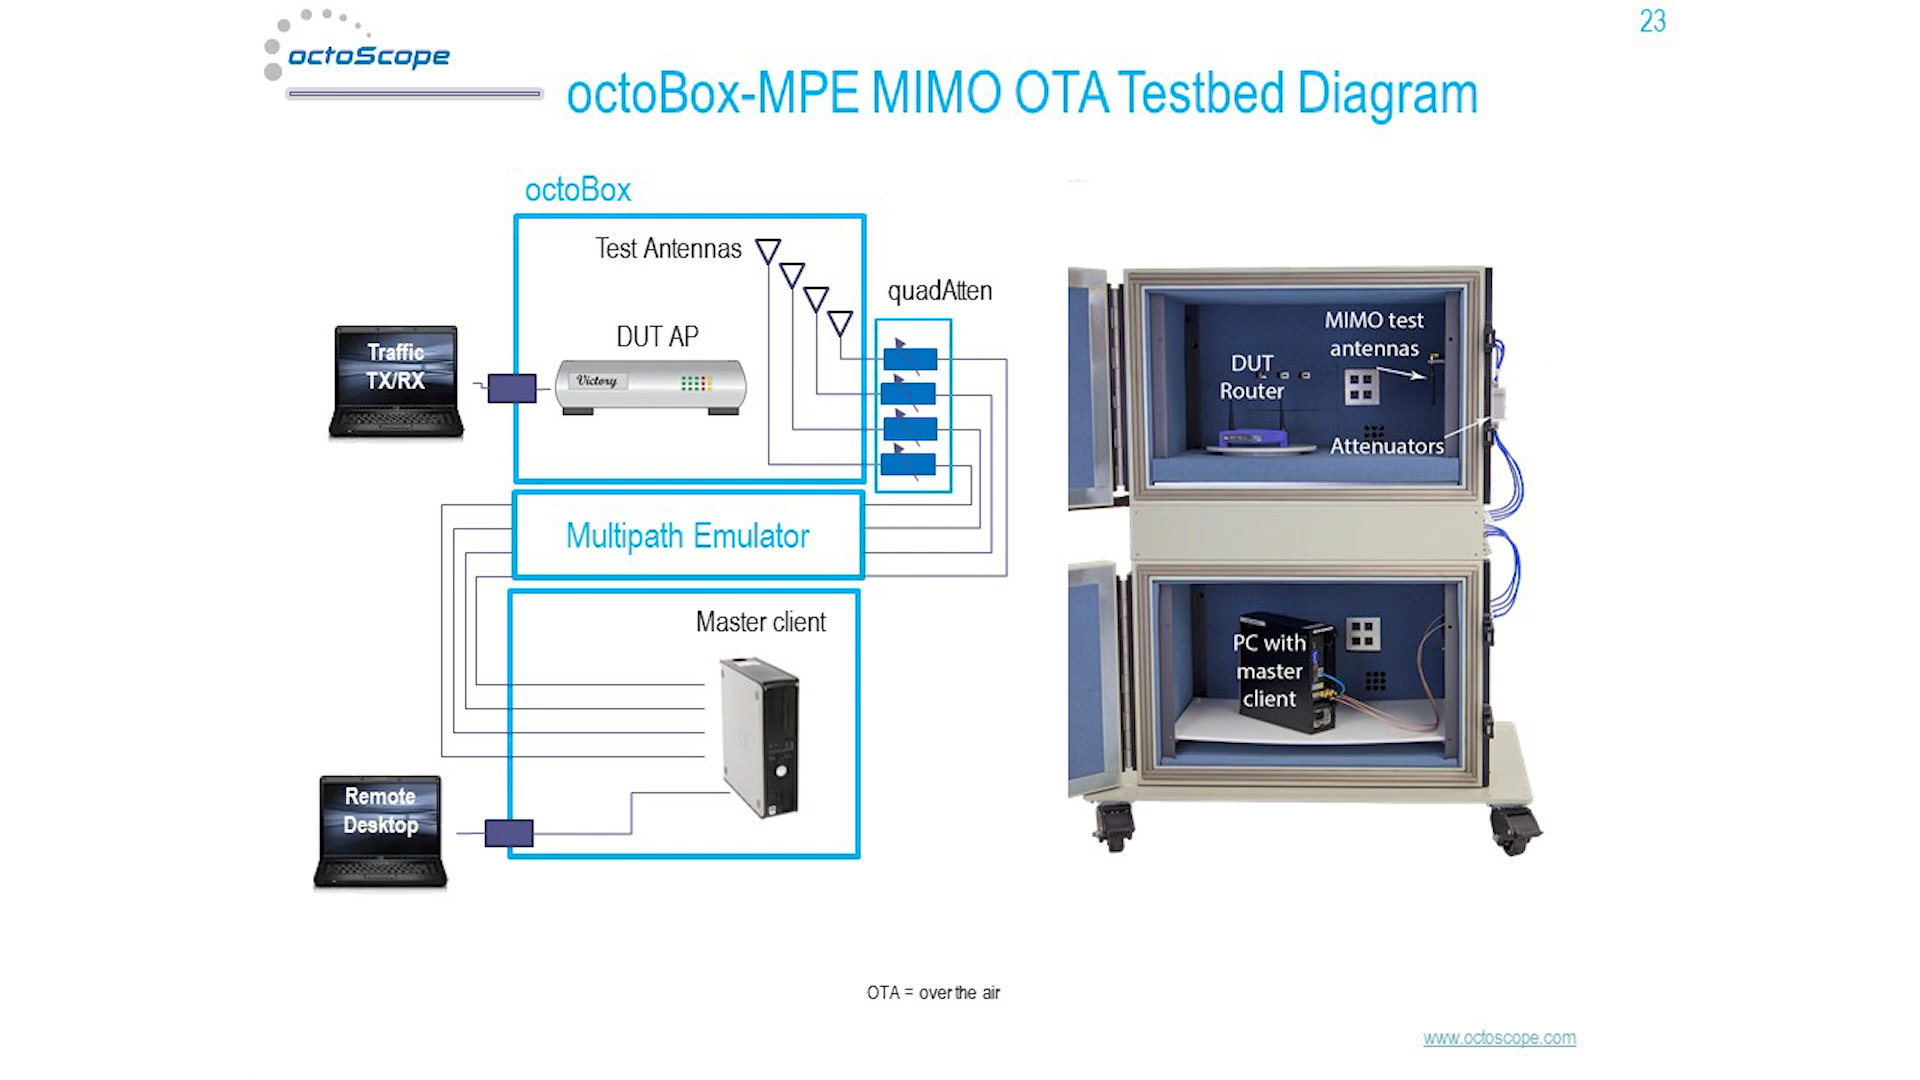 23
octoScope
octoBox-MPE MIMO OTA Testbed Diagram
octoBox
Test Antennas
quadAtten
DUT AP
Victory
Traffic
TX/RX
Multipath Emulator
Master client
Remote
Desktop
MIMO test
antennas
DUT
Router
Attenuators
PC with
master
client
OTA = over the air
www.octoscope.com